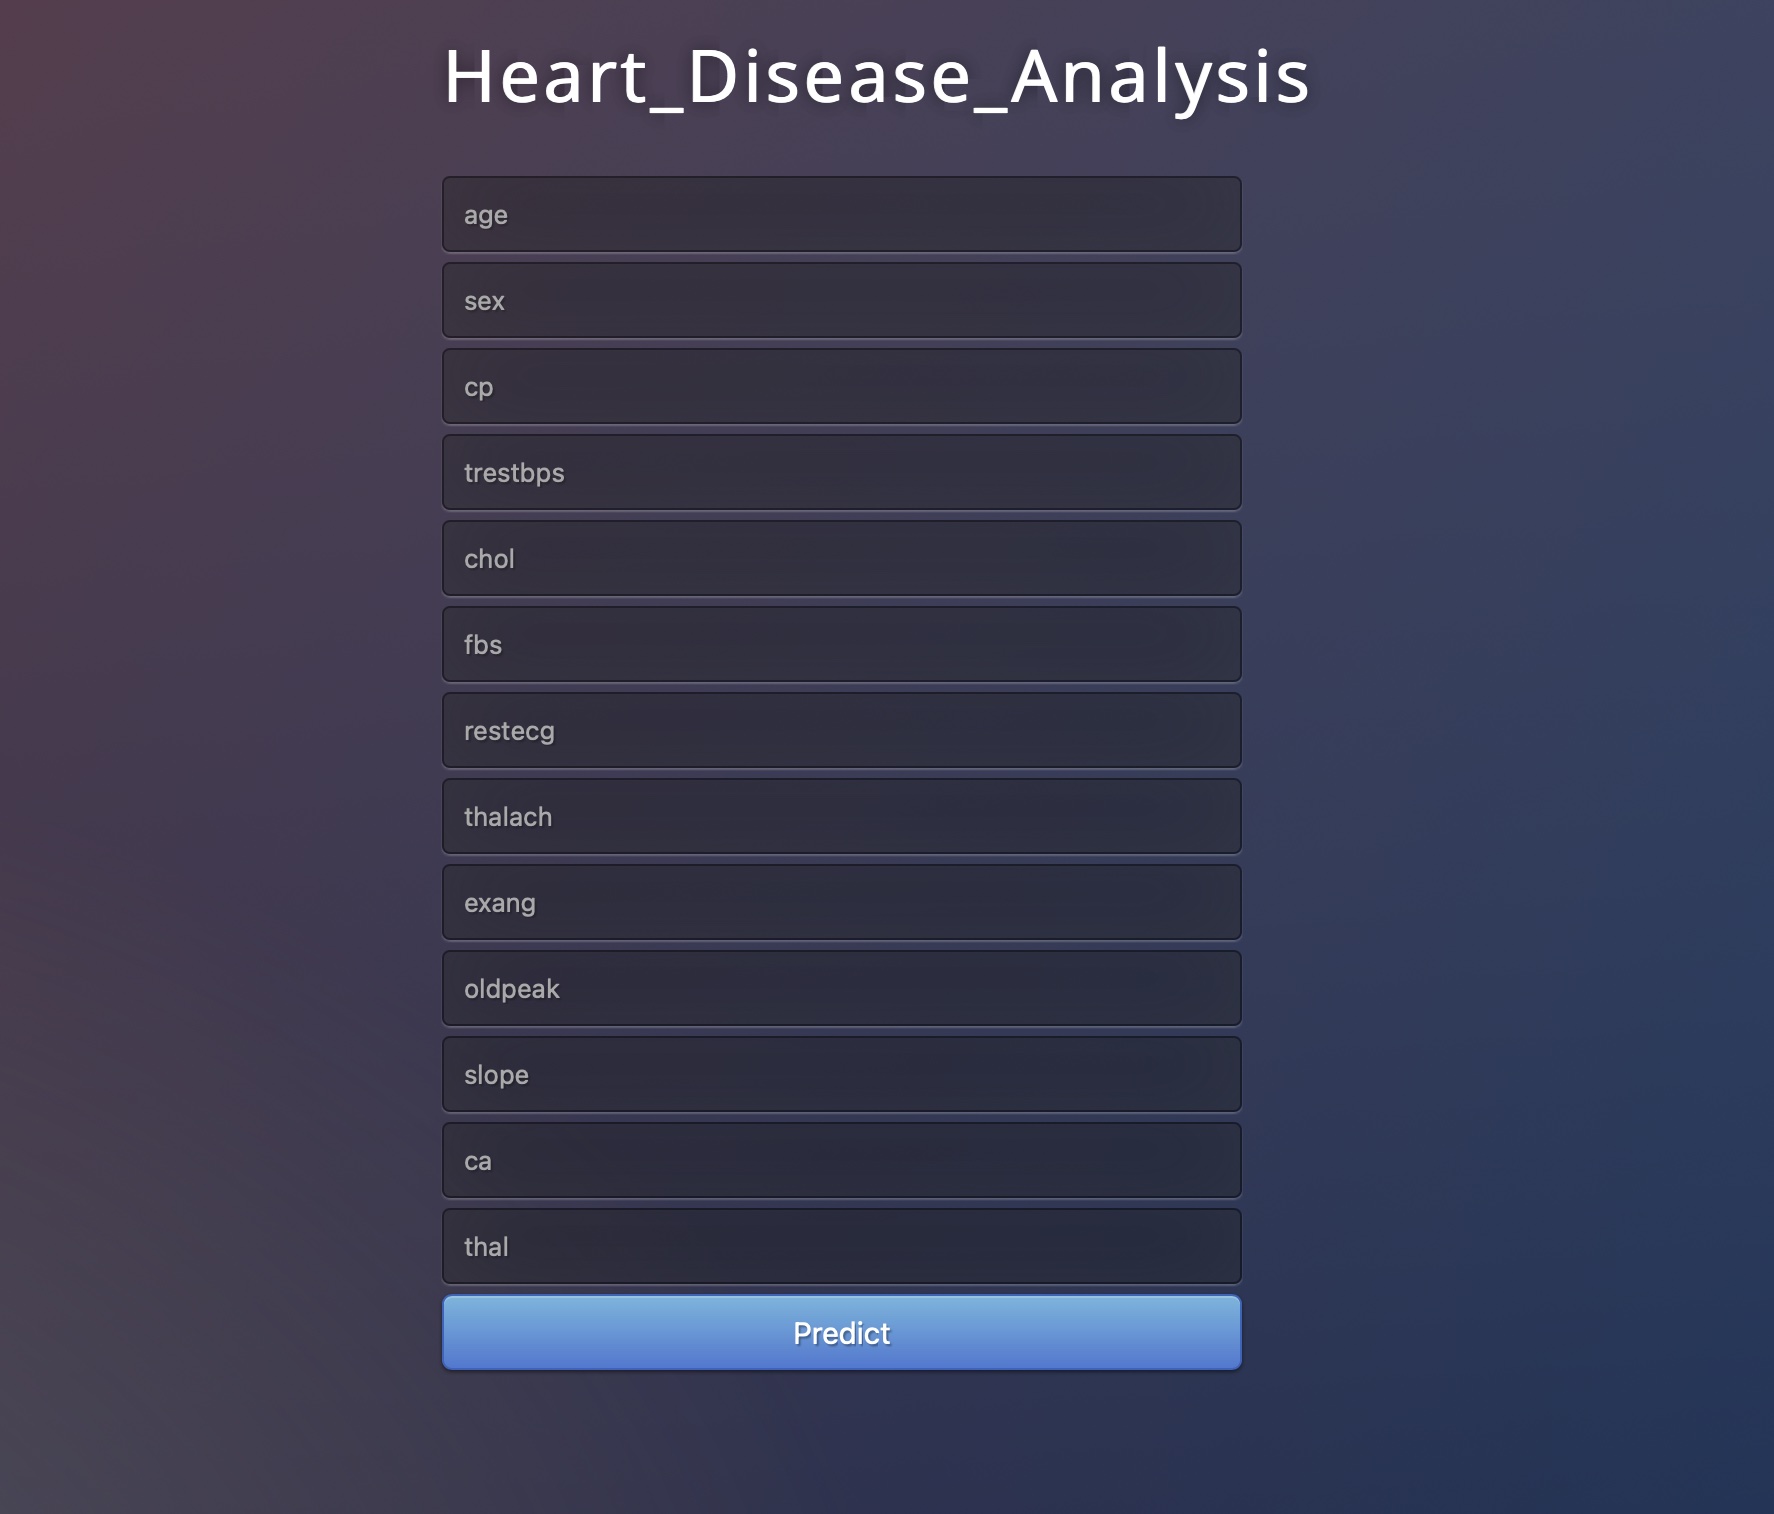 Heart_Disease_Analysis
age
sex
cp
trestbps
chol
fbs
restecg
thalach
exang
oldpeak
slope
ca
thal
Predict